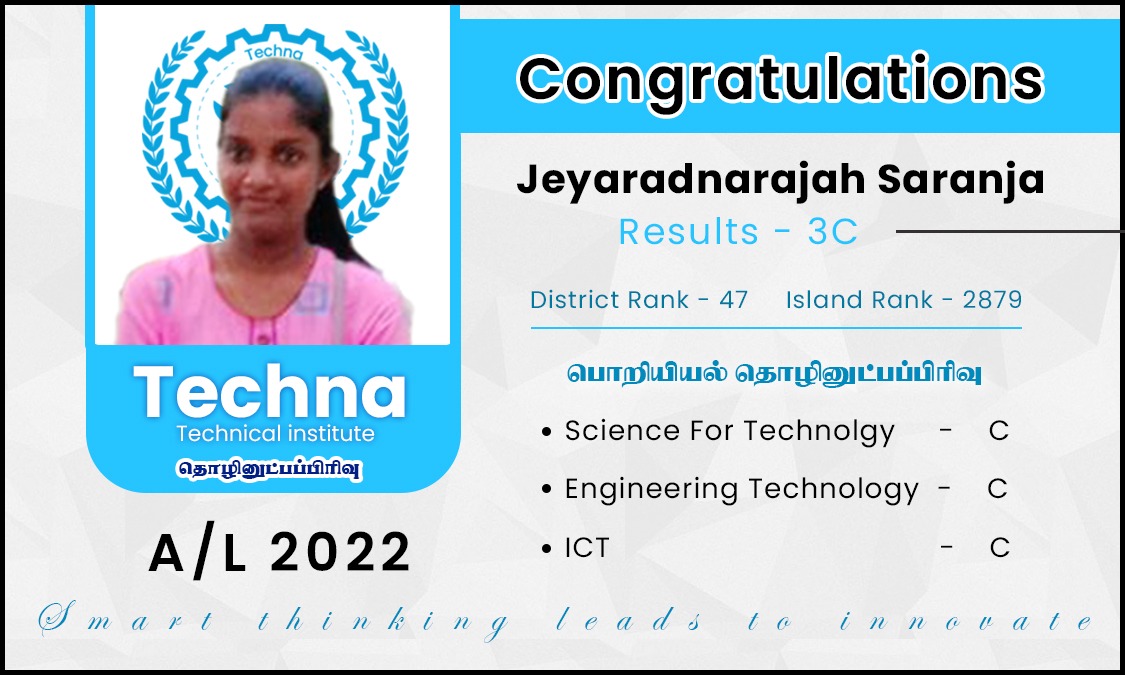 Techna
Congratulations
Jeyaradnarajah Saranja
Results - 3C
District Rank - 47 Island Rank - 2879
பொறியியல் தொழினுட்பப்பிரிவு
• Science For Technolgy - C
• Engineering Technology - C
• ICT - C
Techna
Technical institute
தொழினுட்பப்பிரிவு
A/L 2022
Smart thinking leads to innovate